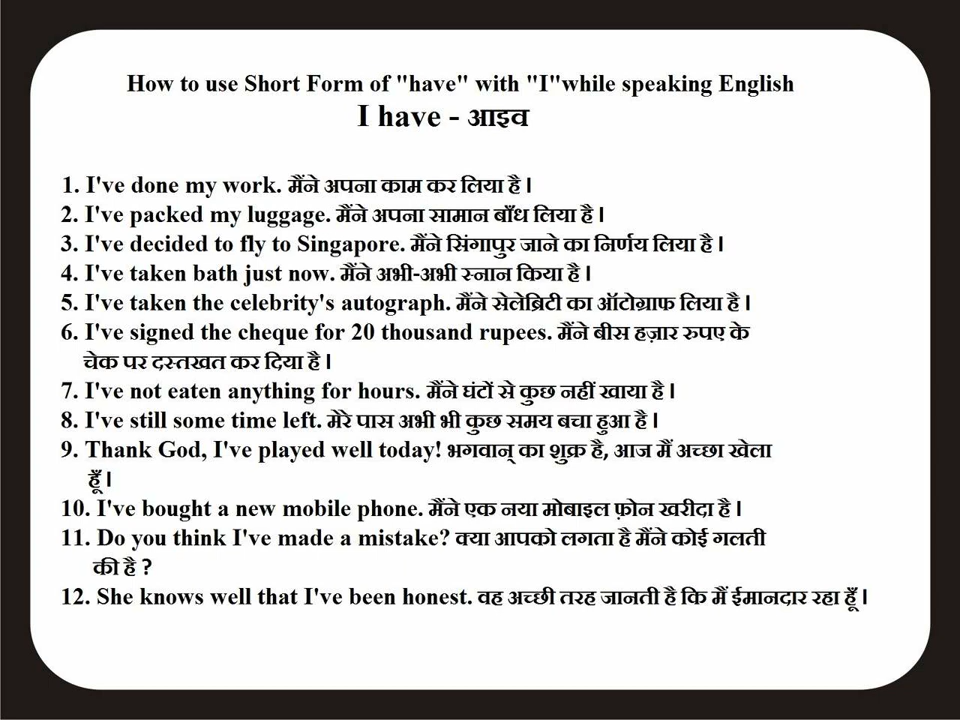 How to use Short Form of "have" with "I"while speaking English
I have - आइव
1. I've done my work. मैंने अपना काम कर लिया है।
2. I've packed my luggage. मैंने अपना सामान बाँध लिया है।
3. I've decided to fly to Singapore. मैंने सिंगापुर जाने का निर्णय लिया है।
4. I've taken bath just now. मैंने अभी-अभी स्नान किया है।
5. I've taken the celebrity's autograph. मैंने सेलेब्रिटी का ऑटोग्राफ लिया है।
6. I've signed the cheque for 20 thousand rupees. मैंने बीस हज़ार रुपए के
चेक पर दस्तखत कर दिया है।
7. I've not eaten anything for hours. मैंने घंटों से कुछ नहीं खाया है।
8. I've still some time left. मेरे पास अभी भी कुछ समय बचा हुआ है।
9. Thank God, I've played well today! भगवान् का शुक्र है, आज मैं अच्छा खेला
हूँ।
10. I've bought a new mobile phone. मैंने एक नया मोबाइल फ़ोन खरीदा है।
11. Do you think I've made a mistake? क्या आपको लगता है मैंने कोई गलती
की है ?
12. She knows well that I've been honest. वह अच्छी तरह जानती है कि मैं ईमानदार रहा हूँ।